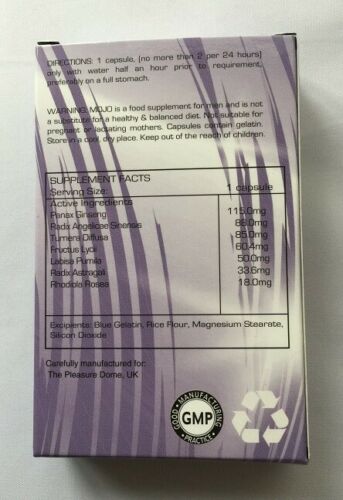 DIRECTIONS: 1 capsule, (no more than 2 per 24 hours)
only with water half an hour prior to requirement,
preferably on a full stomach.
WARNING: MOJO is a food supplement for men and is not
a substitute for a healthy & balanced diet. Not suitable for
pregnant or lactating mothers. Capsules contain gelatin.
Store in a cool, dry place. Keep out of the reach of children.
SUPPLEMENT FACTS
Serving Size: 1 capsule
Active Ingredients
Panax Ginseng 115.0mg
Radix Angelicae Sinensis 88.0mg
Turnera Diffusa 85.0mg
Fructus Lycii 60.4mg
Labisa Pumila 50.0mg
Radix Astragali 33.6mg
Rhodiola Rosea 18.0mg
Excipients: Blue Gelatin, Rice Flour, Magnesium Stearate,
Silicon Dioxide
Carefully manufactured for:
The Pleasure Dome, UK
GOOD MANUFACTURING
GMP
PRACTICE